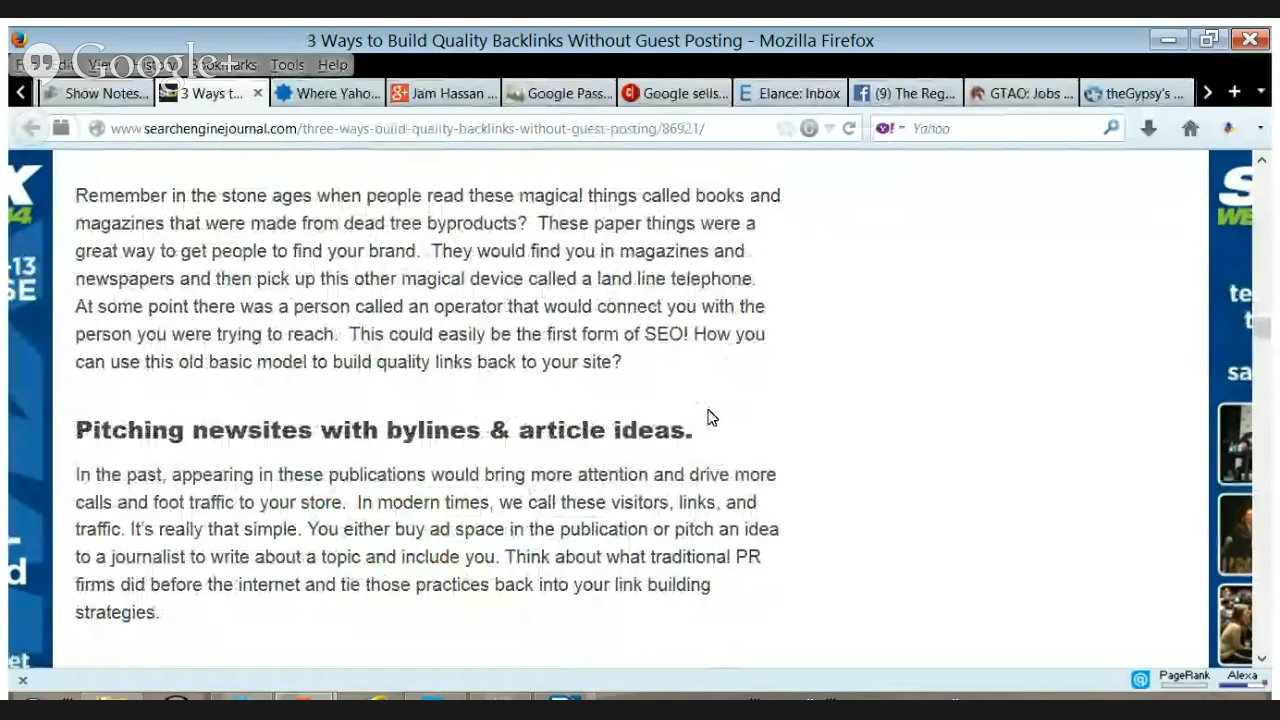 3 Ways to Build Quality Backlinks Without Guest Posting - Mozilla Firefox
Google+
Bookmarks Tools Help
Show Notes... 3 Ways t... Where Yaho... Jam Hassan ... Google Pass... Google sells... Elance: Inbox (9) The Reg... GTAO: Jobs ... theGypsy's ...
www.searchenginejournal.com/three-ways-build-quality-backlinks-without-guest-posting/86921/ Yahoo
Remember in the stone ages when people read these magical things called books and
magazines that were made from dead tree byproducts? These paper things were a
great way to get people to find your brand. They would find you in magazines and
newspapers and then pick up this other magical device called a land line telephone.
At some point there was a person called an operator that would connect you with the
person you were trying to reach. This could easily be the first form of SEO! How you
can use this old basic model to build quality links back to your site?
Pitching newsites with bylines & article ideas.
In the past, appearing in these publications would bring more attention and drive more
calls and foot traffic to your store. In modern times, we call these visitors, links, and
traffic. It's really that simple. You either buy ad space in the publication or pitch an idea
to a journalist to write about a topic and include you. Think about what traditional PR
firms did before the internet and tie those practices back into your link building
strategies.
PageRank Alexa